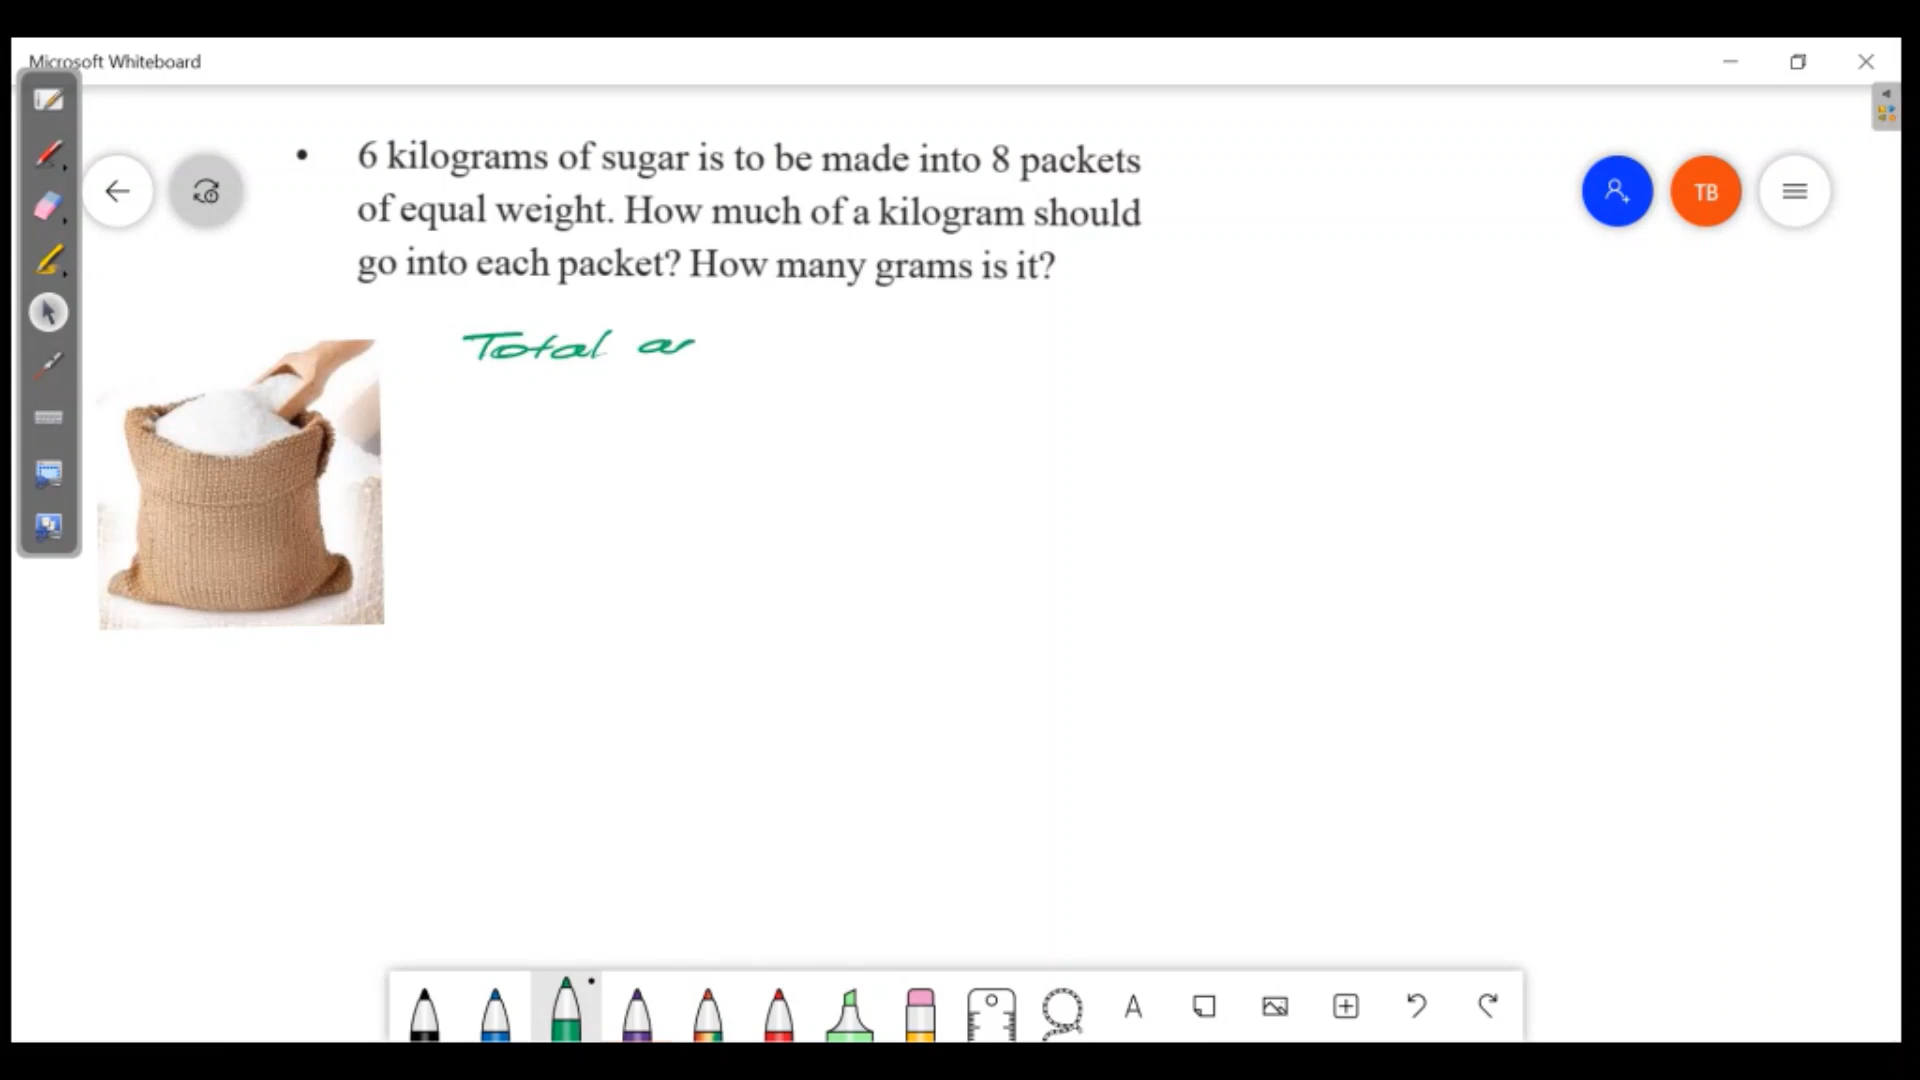 Microsoft Whiteboard
• 6 kilograms of sugar is to be made into 8 packets
of equal weight. How much of a kilogram should
go into each packet? How many grams is it?
TB
Total a
A